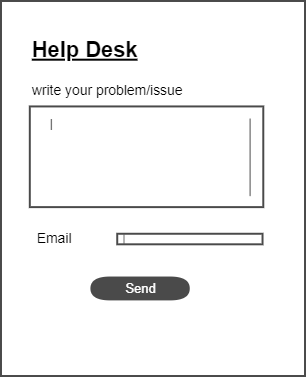 Help Desk
write your problem/issue
Email
Send